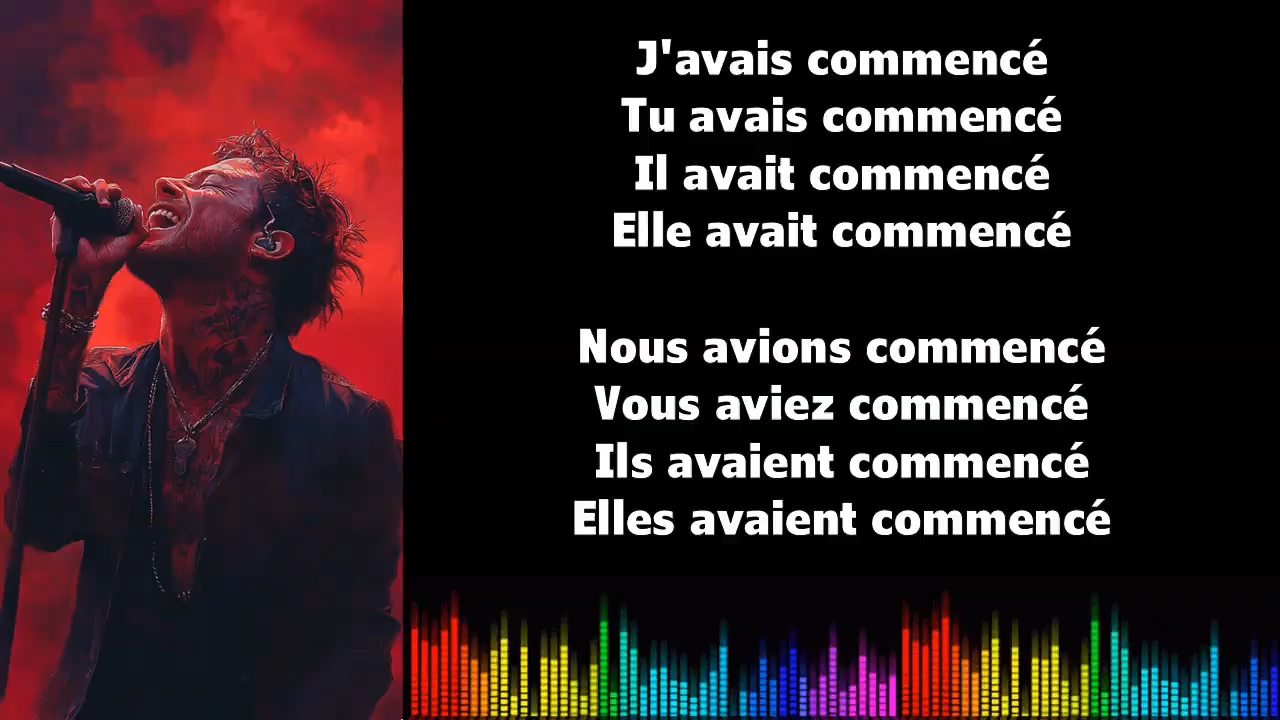 J'avais commencé
Tu avais commencé
Il avait commencé
Elle avait commencé
Nous avions commencé
Vous aviez commencé
Ils avaient commencé
Elles avaient commencé